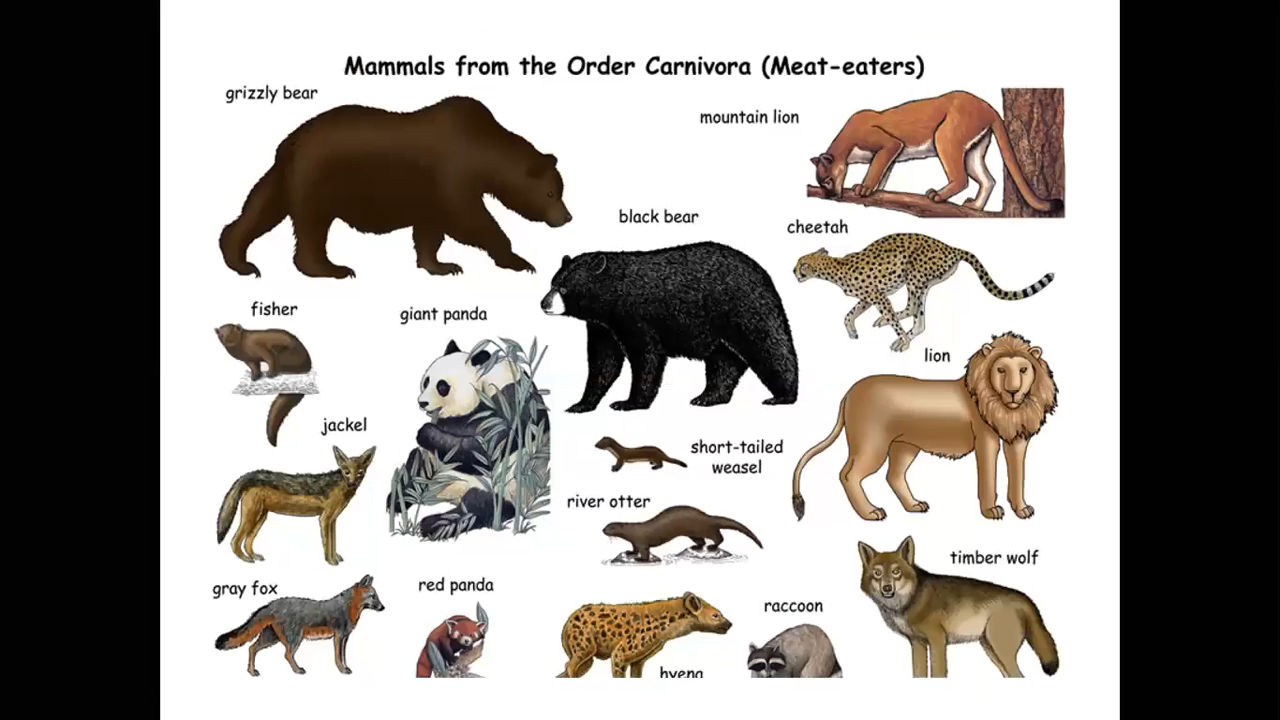 Mammals from the Order Carnivora (Meat-eaters)
grizzly bear
mountain lion
black bear
cheetah
fisher
giant panda
lion
jackel
short-tailed
weasel
river otter
timber wolf
gray fox
red panda
raccoon
hyena